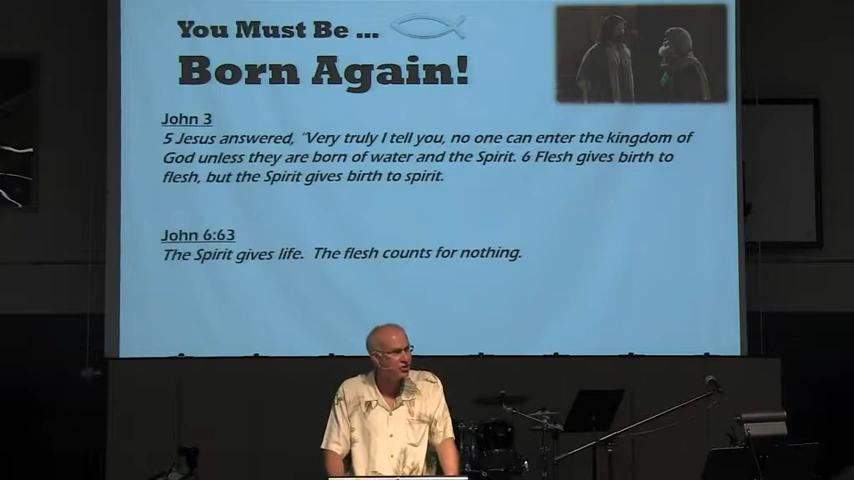 You Must Be ...
Born Again!
John 3
5 Jesus answered, "Very truly I tell you, no one can enter the kingdom of
God unless they are born of water and the Spirit. 6 Flesh gives birth to
flesh, but the Spirit gives birth to spirit.
John 6:63
The Spirit gives life.  The flesh counts for nothing.